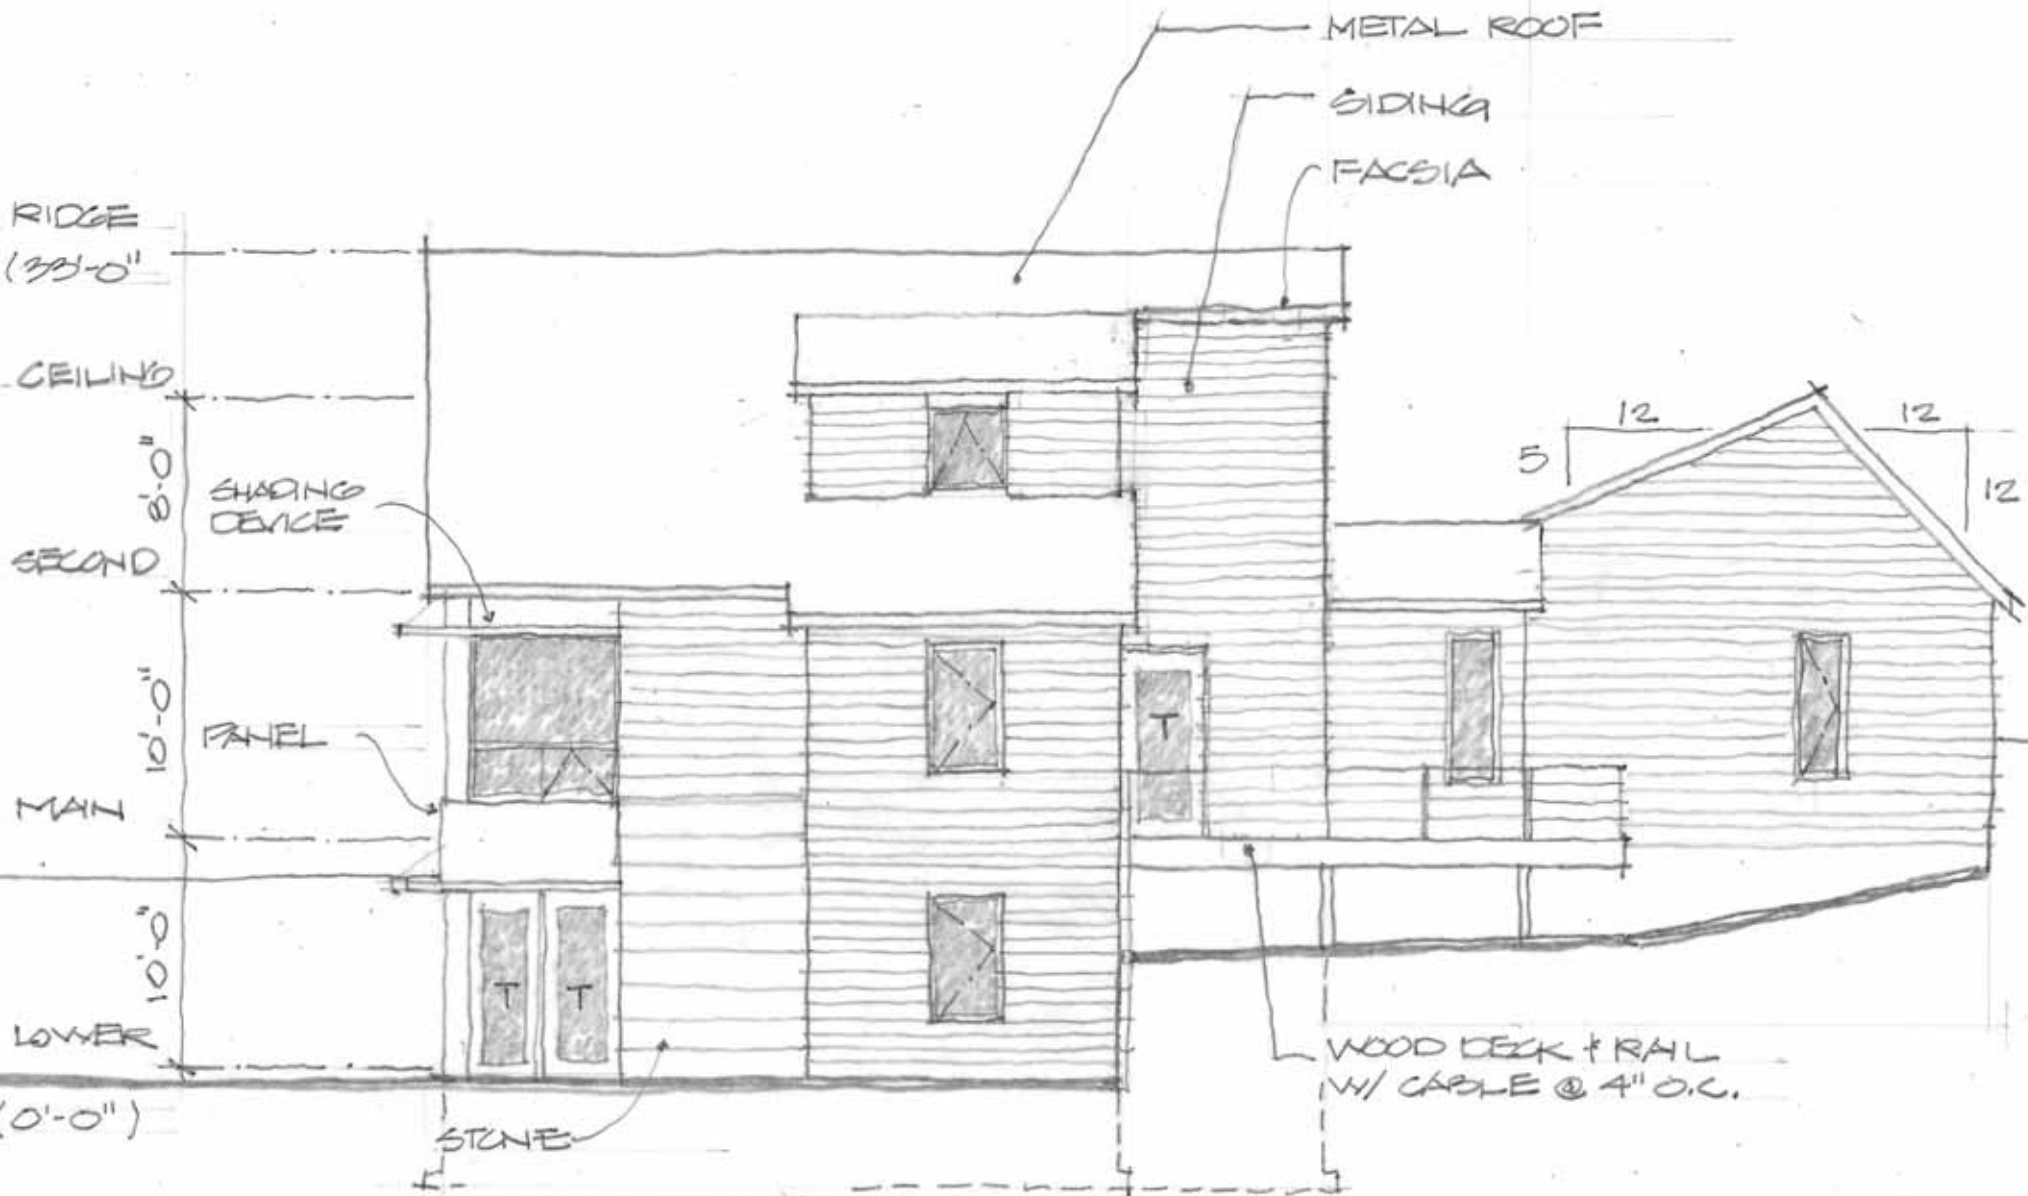 METAL ROOF
SIDING
FACSIA
RIDGE
(33'-0"
CEILING
12
12
5
12
8'-0"
SHADING
DEVICE
SECOND
10'-0"
PANEL
T
MAIN
10'-0"
T T
LOWER
WOOD DECK + RAIL
W/ CABLE @ 4" O.C.
(0'-0")
STONE